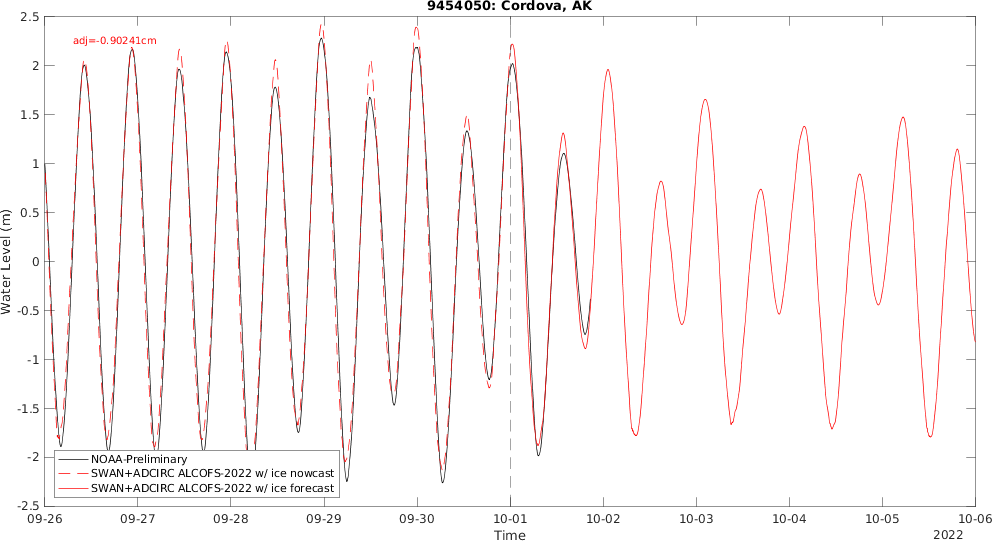 9454050: Cordova, AK
adj=-0.90241cm
Water Level (m)
2.5
2
1.5
1
0.5
0
-0.5
-1
-1.5
-2
-2.5
NOAA-Preliminary
SWAN+ADCIRC ALCOFS-2022 w/ ice nowcast
SWAN+ADCIRC ALCOFS-2022 w/ ice forecast
09-26 09-27 09-28 09-29 09-30 10-01 10-02 10-03 10-04 10-05 10-06
Time
2022